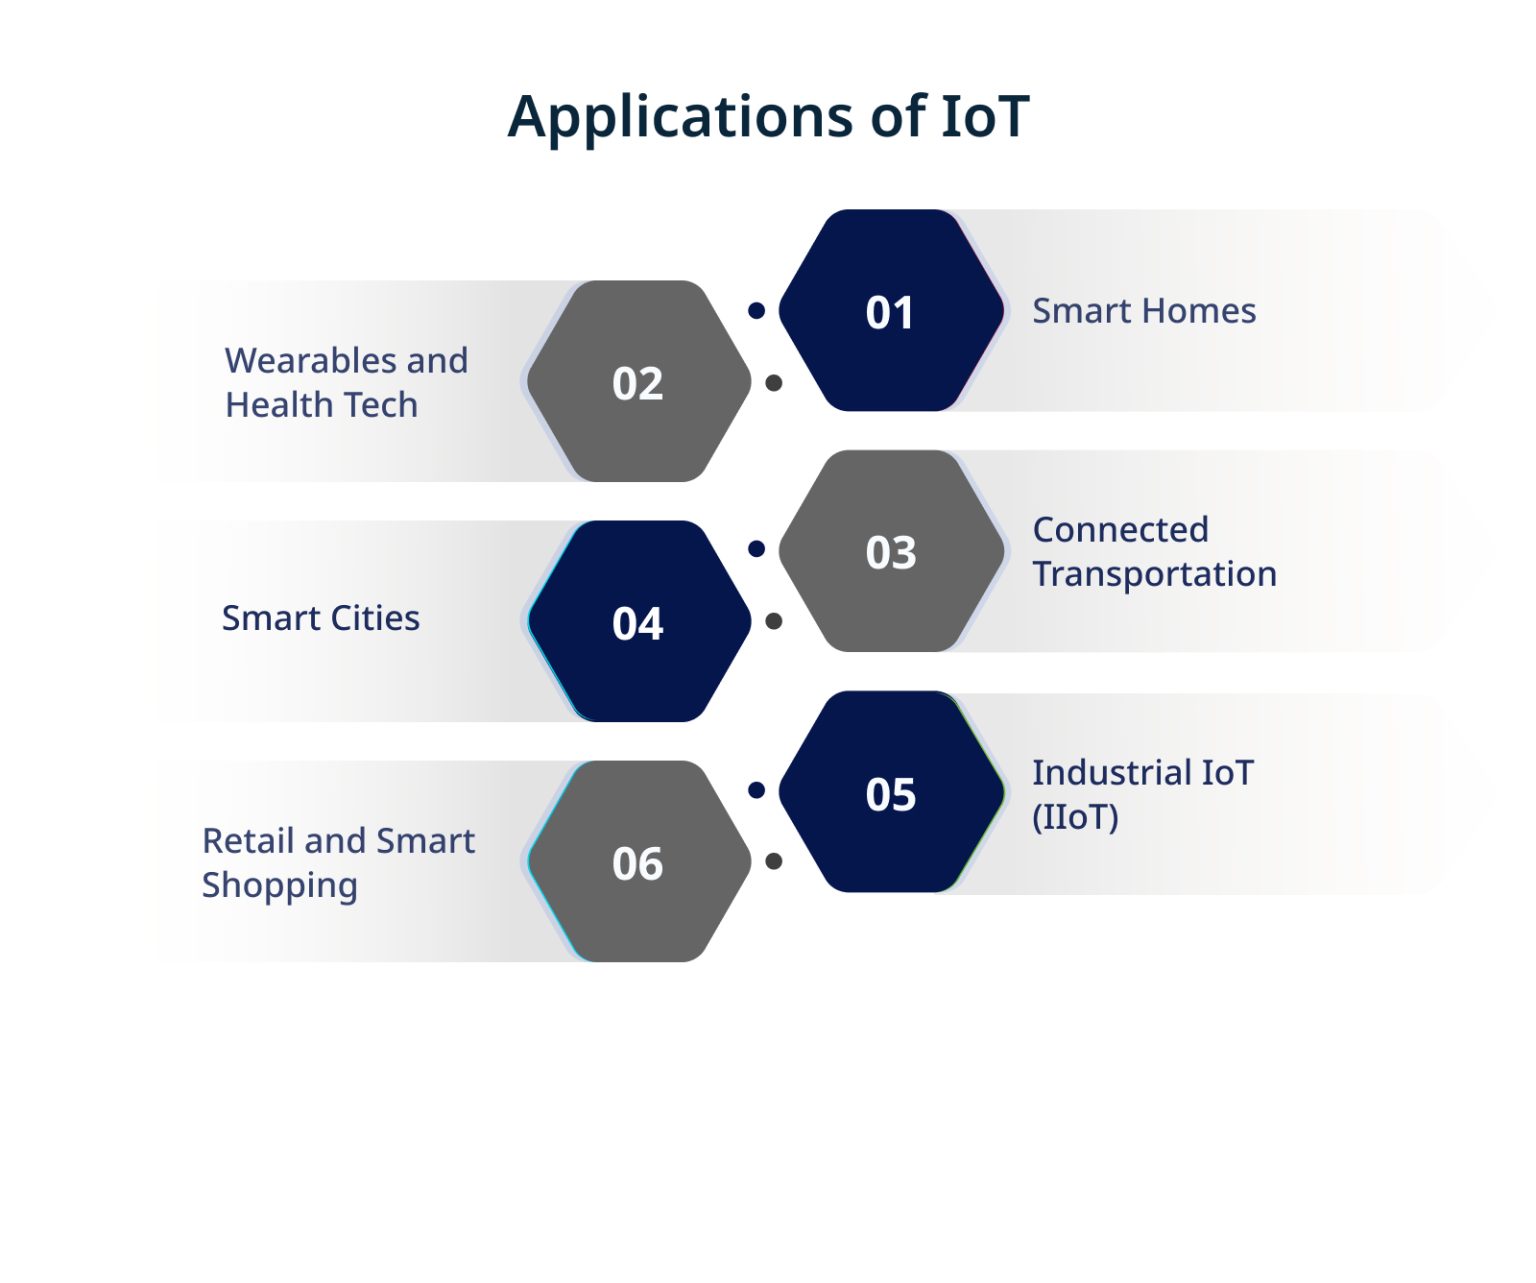 Applications of IoT
01
Smart Homes
02
Wearables and
Health Tech
03
Connected
Transportation
04
Smart Cities
05
Industrial IoT
(IIoT)
06
Retail and Smart
Shopping